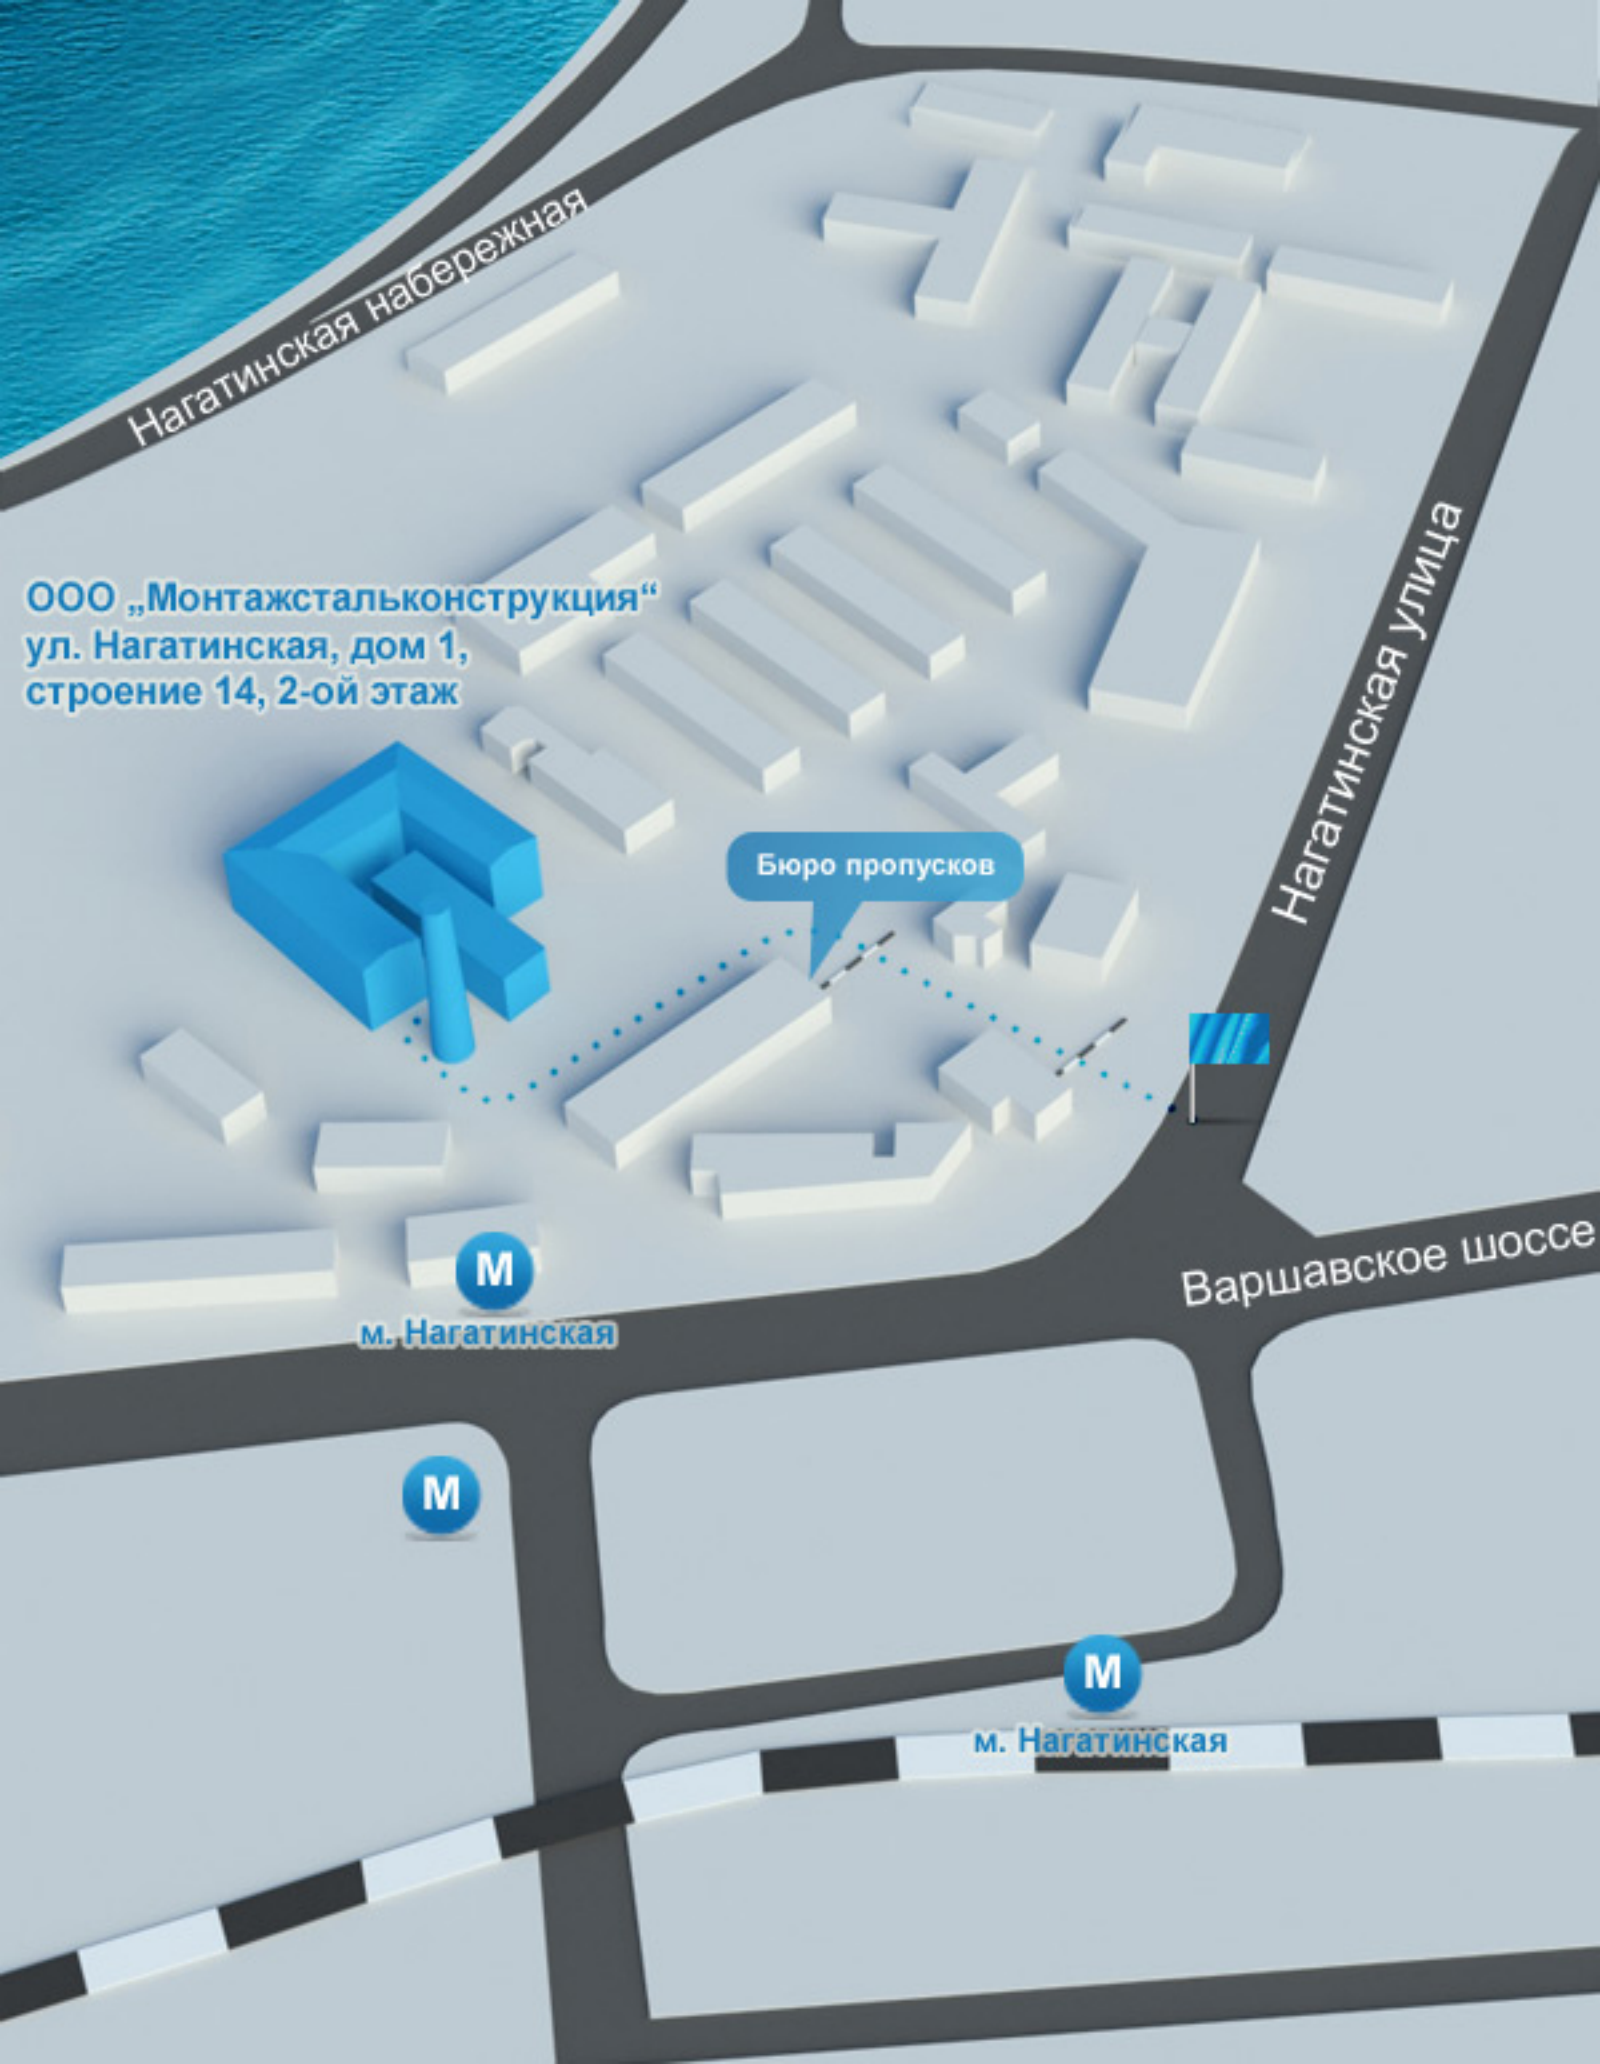 Нагатинская набережная
ООО „Монтажстальконструкция“
ул. Нагатинская, дом 1,
строение 14, 2-ой этаж
Нагатинская улица
Бюро пропусков
Варшавское шоссе
М
м. Нагатинская
М
М
м. Нагатинская